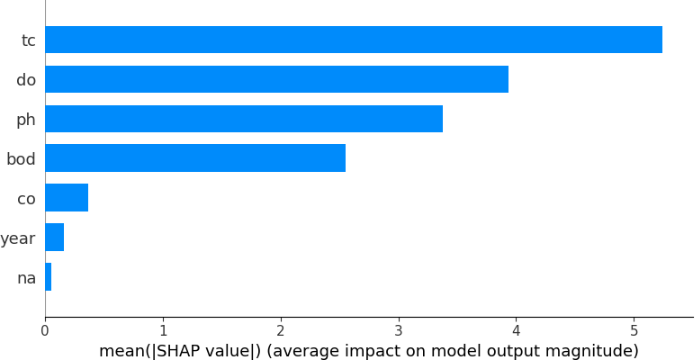 tc
do
ph
bod
co
year
na
0 1 2 3 4 5
mean(|SHAP value|) (average impact on model output magnitude)